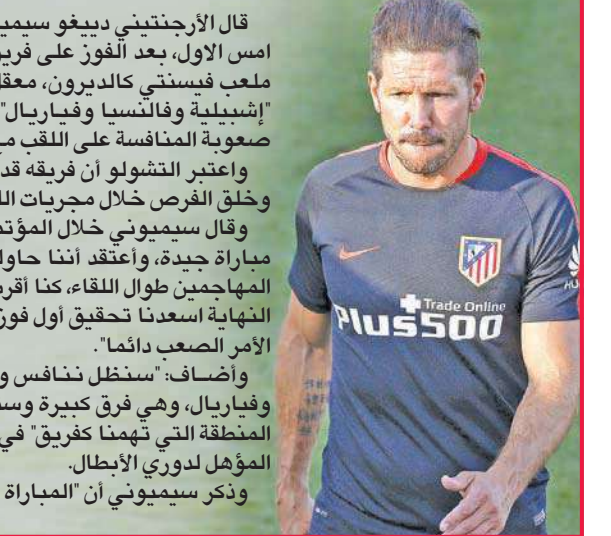 قال الأرجنتيني دييغو سيمي
امس الاول، بعد الفوز على فري
ملعب فيسنتي كالديرون، معق
"إشبيلية وفالنسيا وفياريال"
صعوبة المنافسة على اللقب م
واعتبر التشولو أن فريقه قد
وخلق الفرص خلال مجريات الل
وقال سيميوني خلال المؤت
مباراة جيدة، وأعتقد أننا حاول
المهاجمين طوال اللقاء، كنا أقر
النهاية اسعدنا تحقيق أول فوز
الأمر الصعب دائما".
وأضاف: "سنظل ننافس و
وفياريال، وهي فرق كبيرة وس
المنطقة التي تهمنا كفريق" في
المؤهل لدوري الأبطال.
وذكر سيميوني أن "المباراة
Trade Online
Plus500
HU